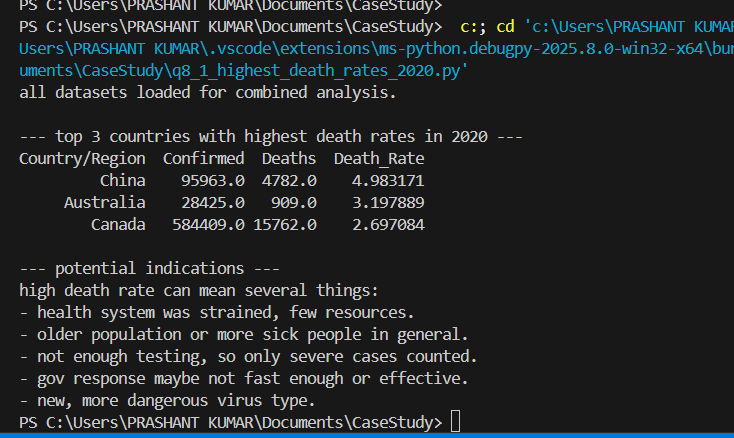 PS C:\Users\PRASHANT KUMAR\Documents\CaseStudy>
PS C:\Users\PRASHANT KUMAR\Documents\CaseStudy>  c:; cd 'c:\Users\PRASHANT KUMAR
Users\PRASHANT KUMAR\.vscode\extensions\ms-python.debugpy-2025.8.0-win32-x64\bun
uments\CaseStudy\q8_1_highest_death_rates_2020.py'
all datasets loaded for combined analysis.
--- top 3 countries with highest death rates in 2020 ---
Country/Region  Confirmed  Deaths  Death_Rate
China    95963.0  4782.0    4.983171
Australia    28425.0   909.0    3.197889
Canada   584409.0 15762.0    2.697084
--- potential indications ---
high death rate can mean several things:
- health system was strained, few resources.
- older population or more sick people in general.
- not enough testing, so only severe cases counted.
- gov response maybe not fast enough or effective.
- new, more dangerous virus type.
PS C:\Users\PRASHANT KUMAR\Documents\CaseStudy>